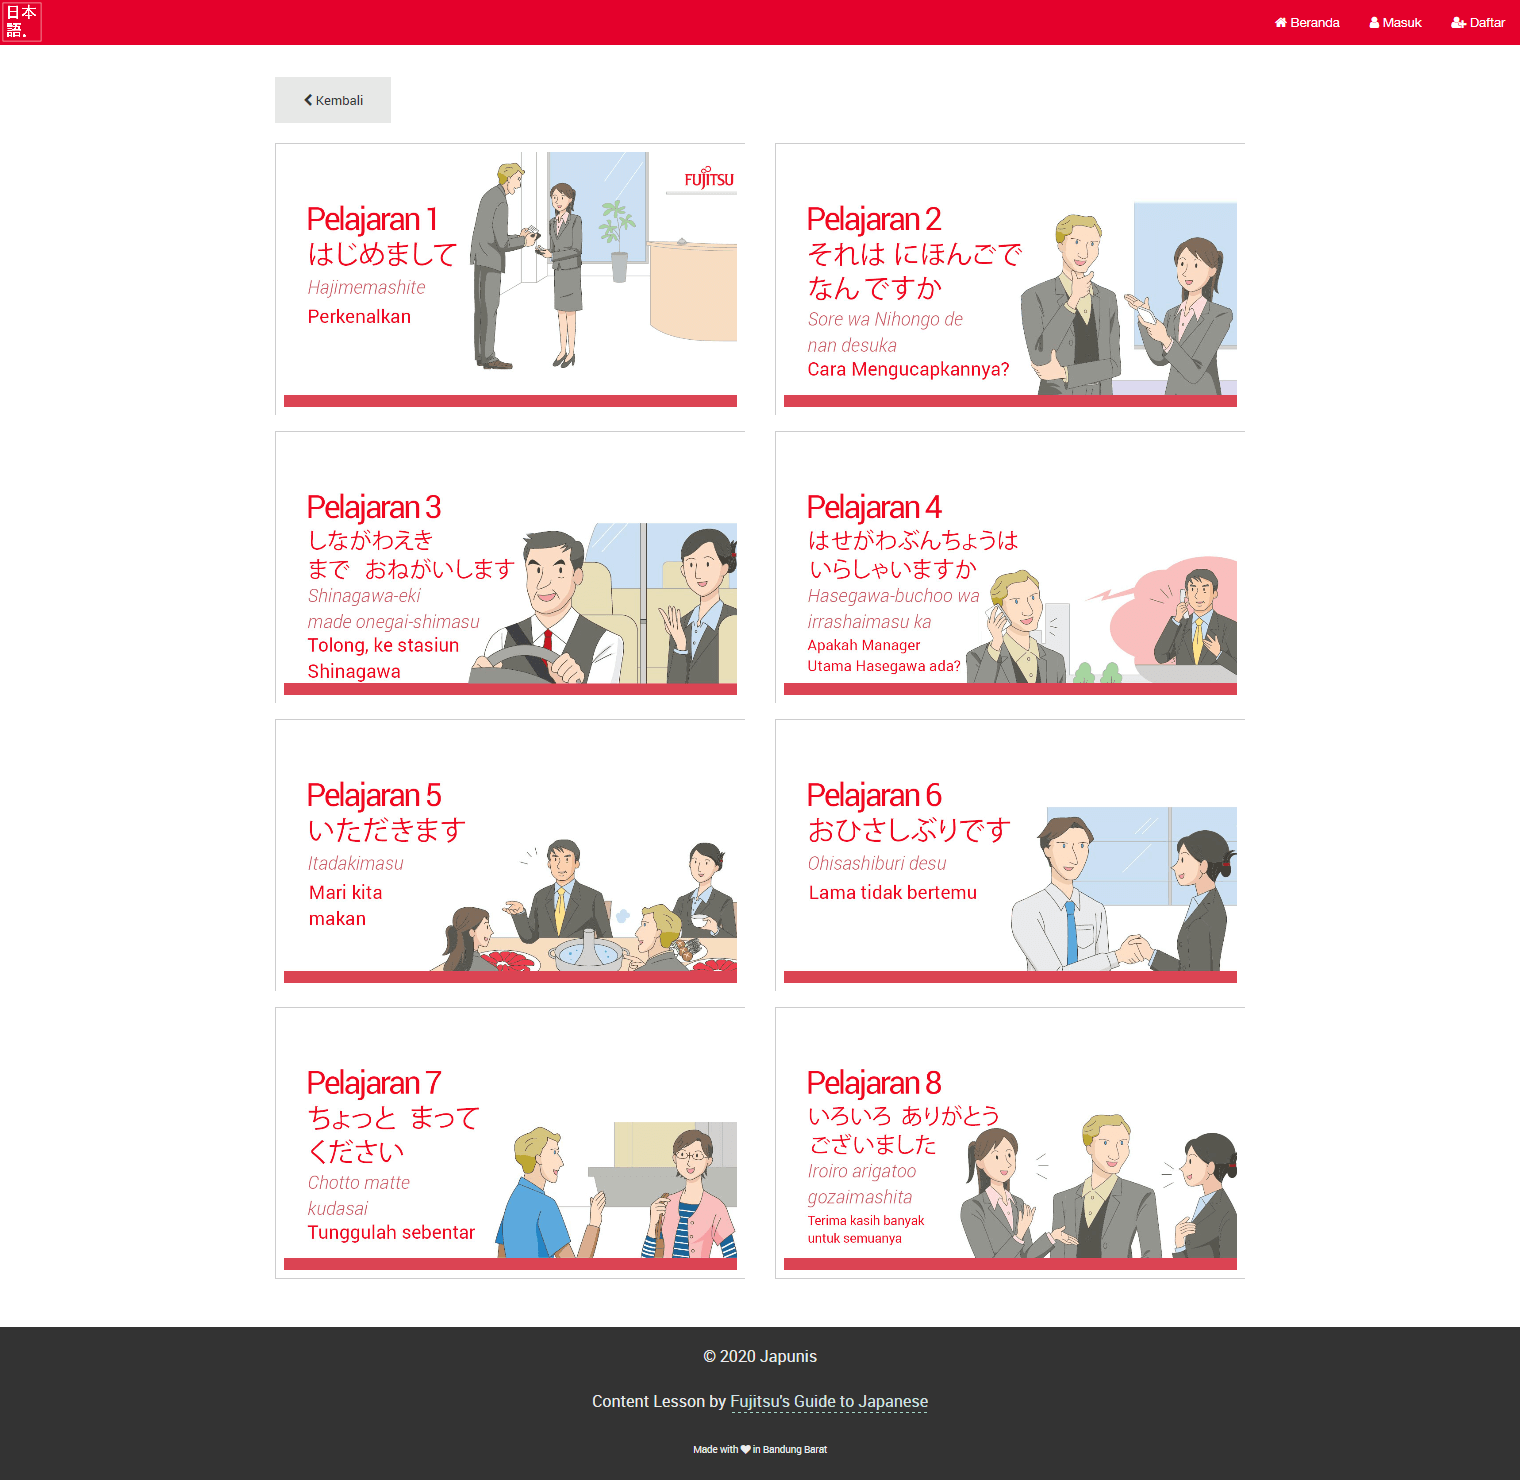 日本
語。
Beranda
Masuk
Daftar
Kembali
FUJITSU
Pelajaran 1
はじめまして
Hajimemashite
Perkenalkan
Pelajaran 2
それは にほんごで
なんですか
Sore wa Nihongo de
nan desuka
Cara Mengucapkannya?
Pelajaran 3
しながわえき
まで おねがいします
Shinagawa-eki
made onegai-shimasu
Tolong, ke stasiun
Shinagawa
Pelajaran 4
はせがわぶんちょうは
いらしゃいますか
Hasegawa-buchoo wa
irrashaimasu ka
Apakah Manager
Utama Hasegawa ada?
Pelajaran 5
いただきます
Itadakimasu
Mari kita
makan
Pelajaran 6
おひさしぶりです
Ohisashiburi desu
Lama tidak bertemu
Pelajaran 7
ちょっと まって
ください
Chotto matte
kudasai
Tunggulah sebentar
Pelajaran 8
いろいろ ありがとう
ございました
Iroiro arigatoo
gozaimashita
Terima kasih banyak
untuk semuanya
© 2020 Japunis
Content Lesson by Fujitsu's Guide to Japanese
Made with ♥ in Bandung Barat